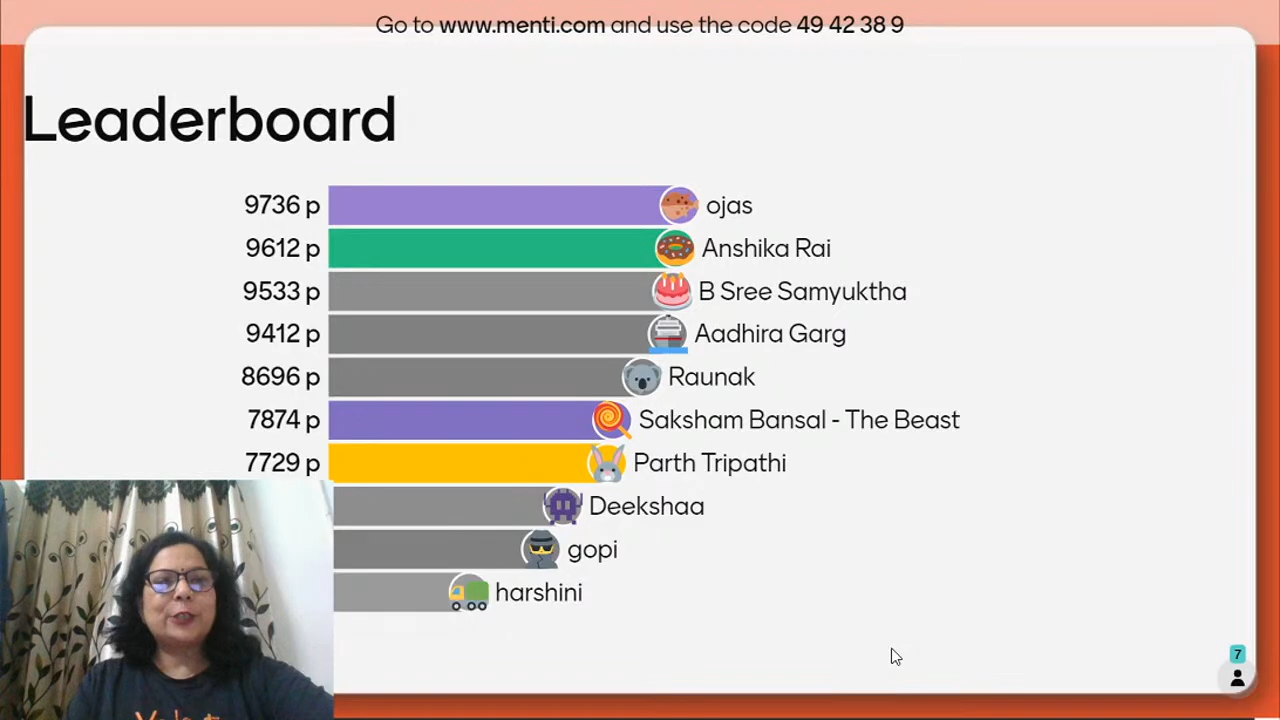 Go to www.menti.com and use the code 49 42 38 9
Leaderboard
9736 p ojas
9612 p Anshika Rai
9533 p B Sree Samyuktha
9412 p Aadhira Garg
8696 p Raunak
7874 p Saksham Bansal - The Beast
7729 p Parth Tripathi
Deekshaa
gopi
harshini
7